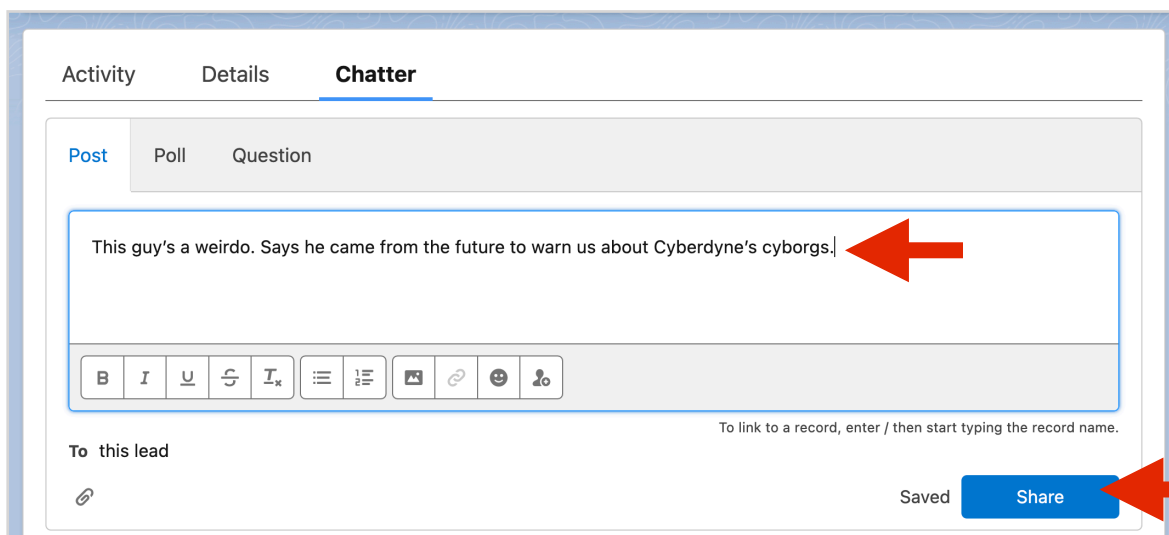 Activity Details Chatter
Post Poll Question
This guy’s a weirdo. Says he came from the future to warn us about Cyberdyne’s cyborgs.
To link to a record, enter / then start typing the record name.
To this lead
Saved Share